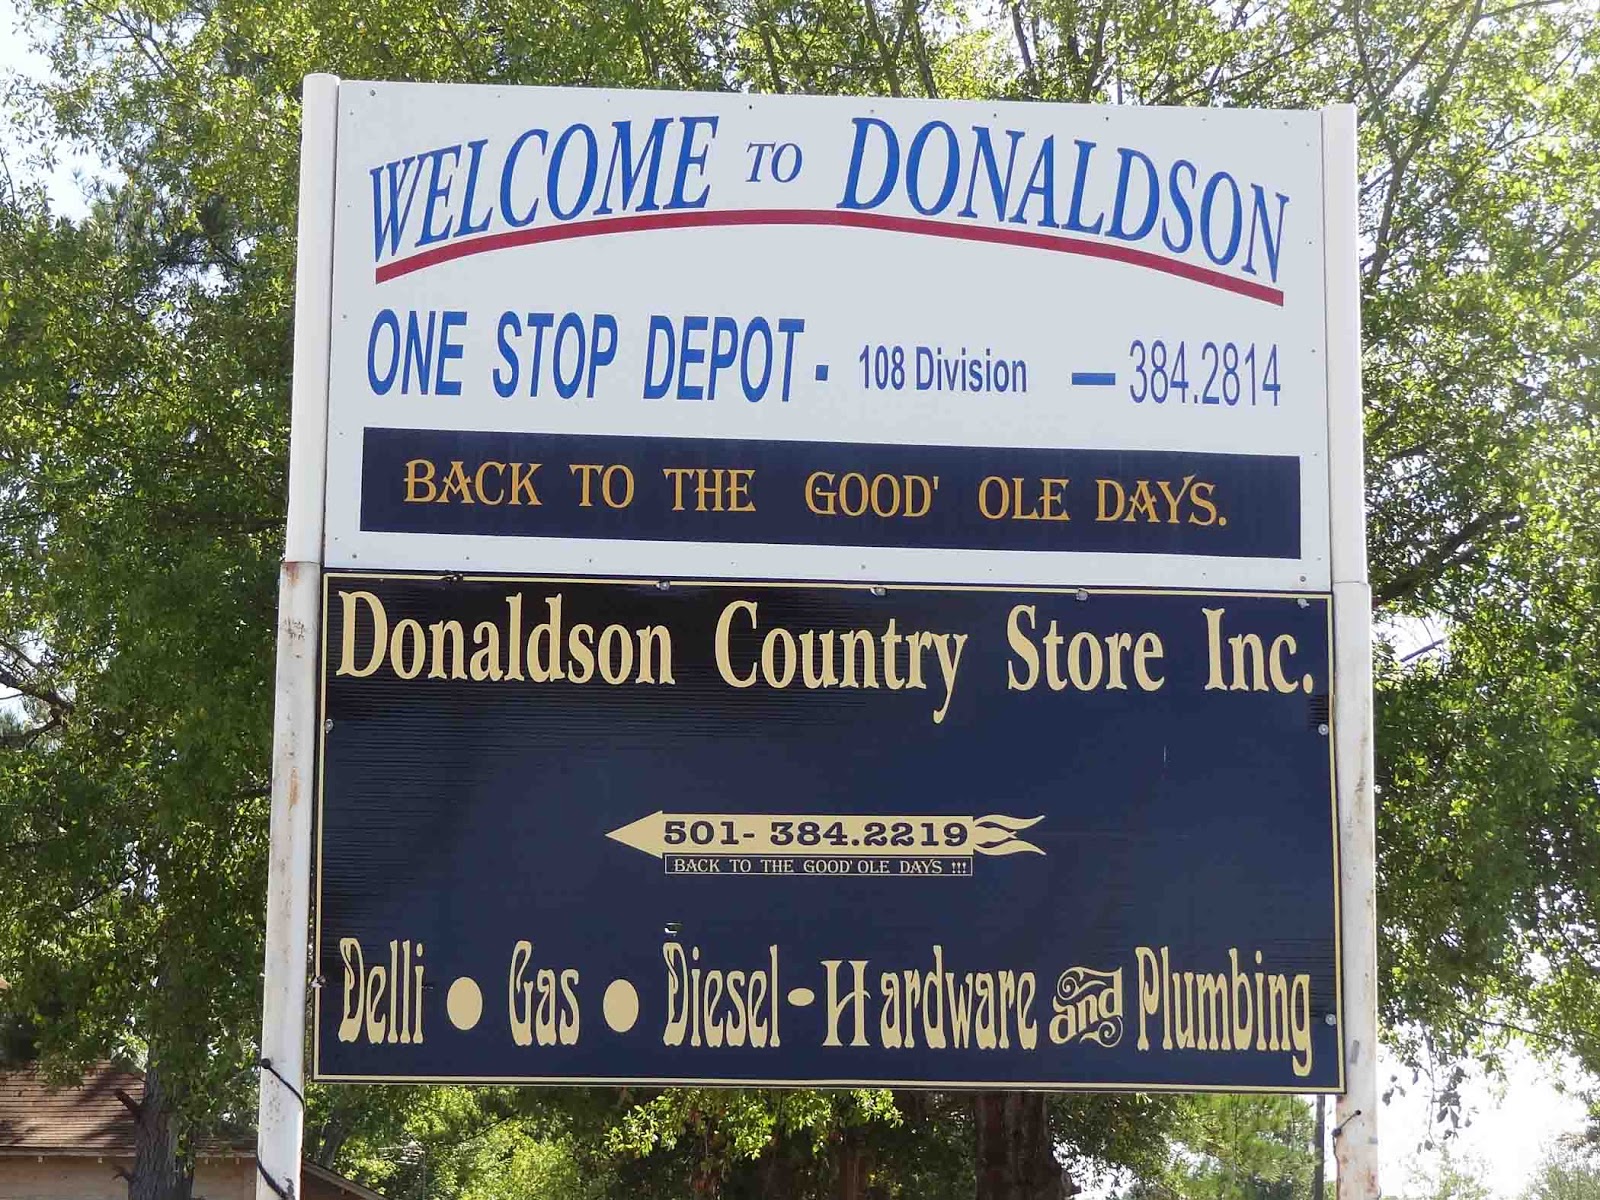 WELCOME TO DONALDSON
ONE STOP DEPOT - 108 Division — 384.2814
BACK TO THE GOOD' OLE DAYS.
Donaldson Country Store Inc.
501- 384.2219
BACK TO THE GOOD' OLE DAYS !!!
Delli • Gas • Diesel • Hardware and Plumbing